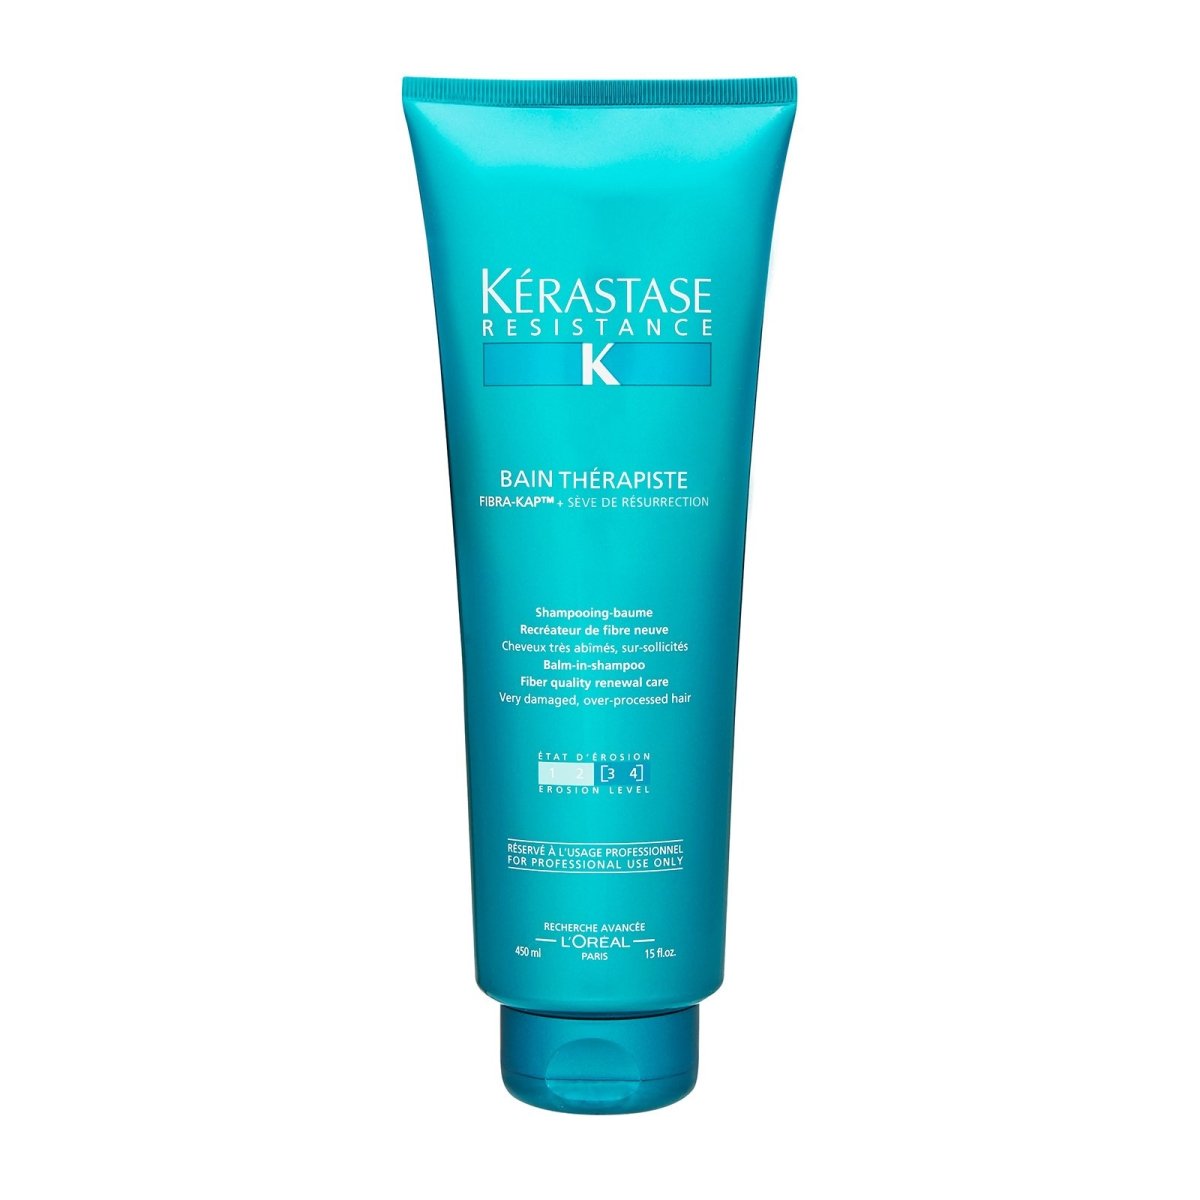 KÉRASTASE
RESISTANCE
K
BAIN THÉRAPISTE
FIBRA-KAP™ + SÈVE DE RÉSURRECTION
Shampooing-baume
Recréateur de fibre neuve
Cheveux très abîmés, sur-sollicités
Balm-in-shampoo
Fiber quality renewal care
Very damaged, over-processed hair
ÉTAT D'ÉROSION
1 2 [3 4]
EROSION LEVEL
RÉSERVÉ À L'USAGE PROFESSIONNEL
FOR PROFESSIONAL USE ONLY
RECHERCHE AVANCÉE
L'ORÉAL
PARIS
450 ml 15 fl.oz.